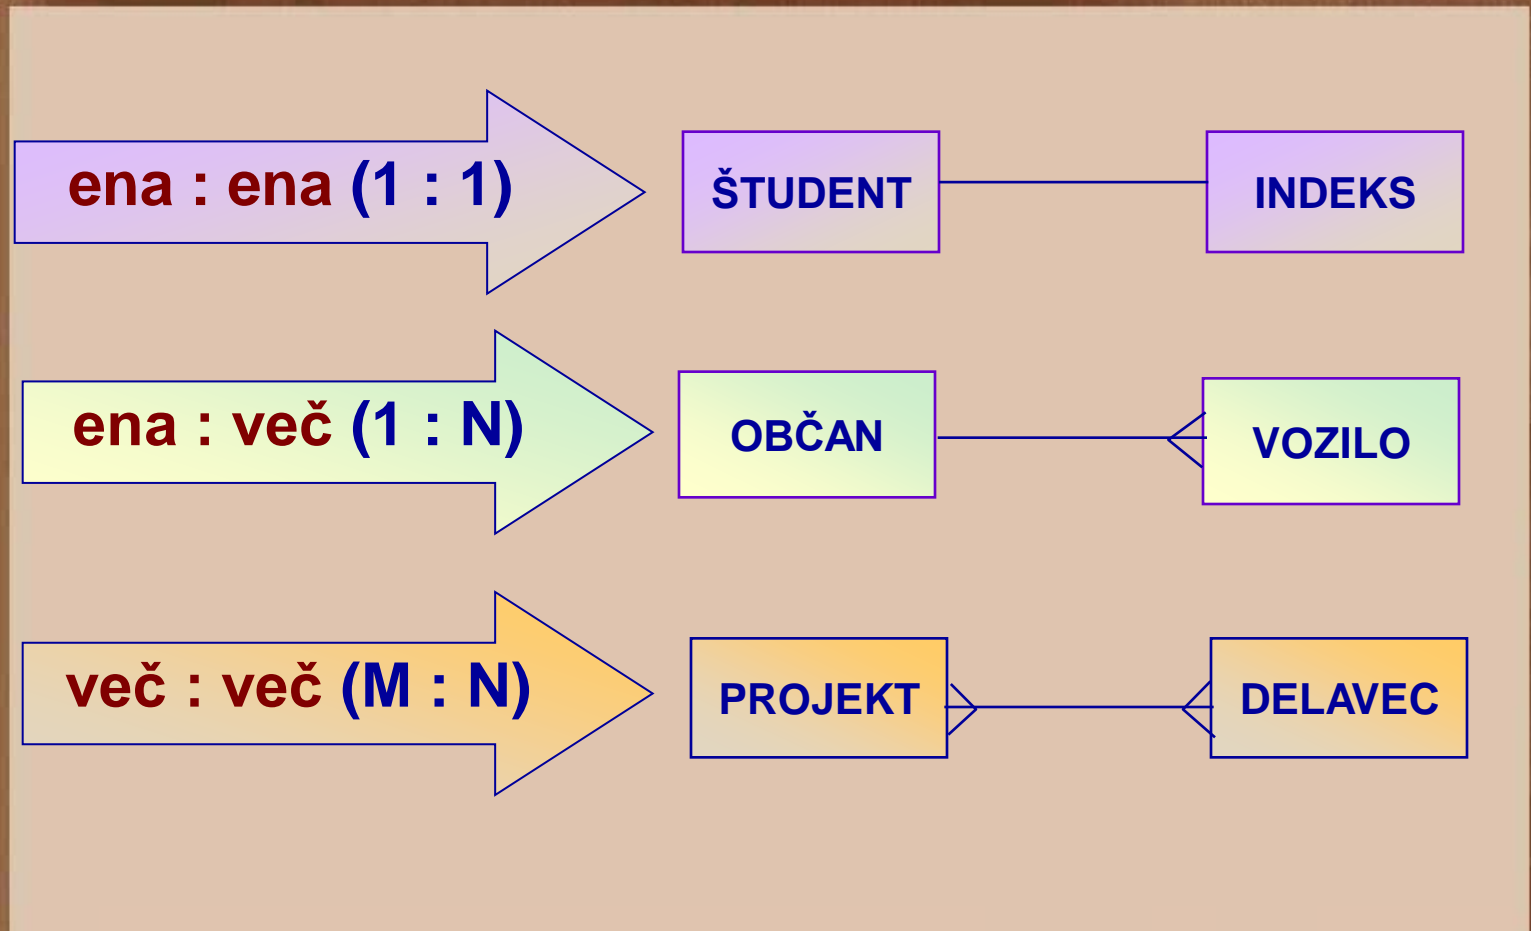 ena : ena (1 : 1)
ŠTUDENT
INDEKS
ena : več (1 : N)
OBČAN
VOZILO
več : več (M : N)
PROJEKT
DELAVEC